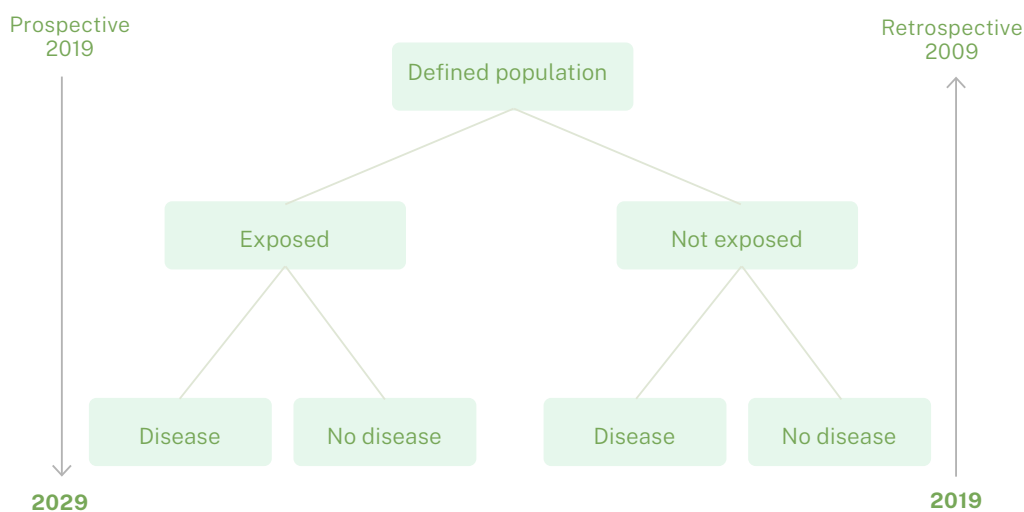 Prospective
2019
Retrospective
2009
Defined population
Exposed
Not exposed
Disease
No disease
Disease
No disease
2029
2019